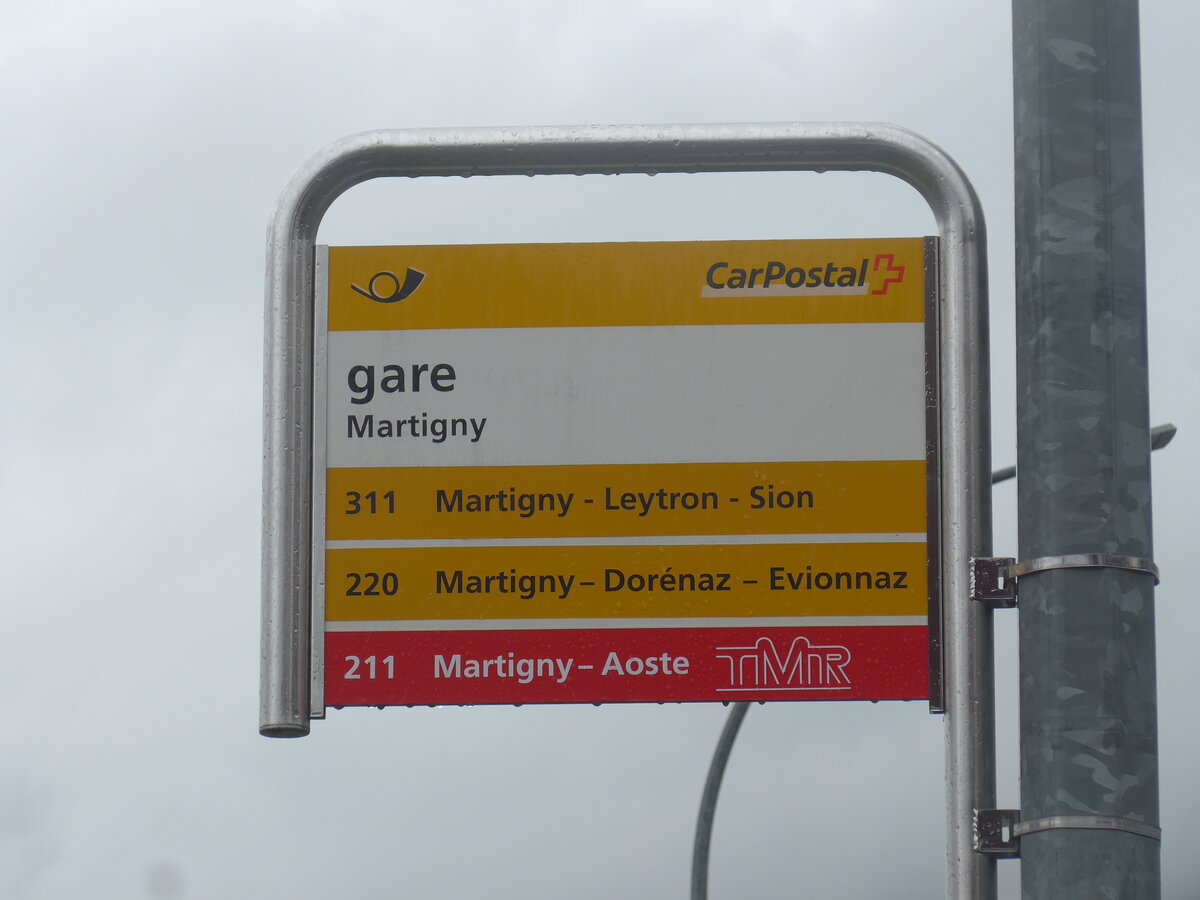 CarPostal
gare
Martigny
311 Martigny - Leytron - Sion
220 Martigny – Dorénaz – Evionnaz
211 Martigny – Aoste TMR